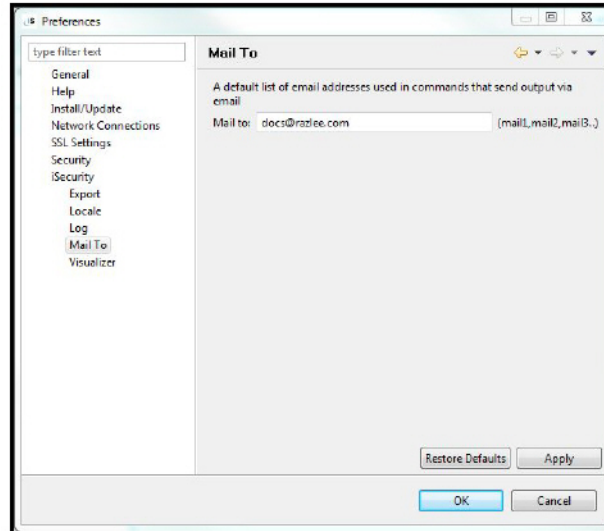 Preferences
type filter text
General
Help
Install/Update
Network Connections
SSL Settings
Security
iSecurity
Export
Locale
Log
Mail To
Visualizer
Mail To
A default list of email addresses used in commands that send output via
email
Mail to: docs@razlee.com (mail1,mail2,mail3..)
Restore Defaults Apply
OK Cancel